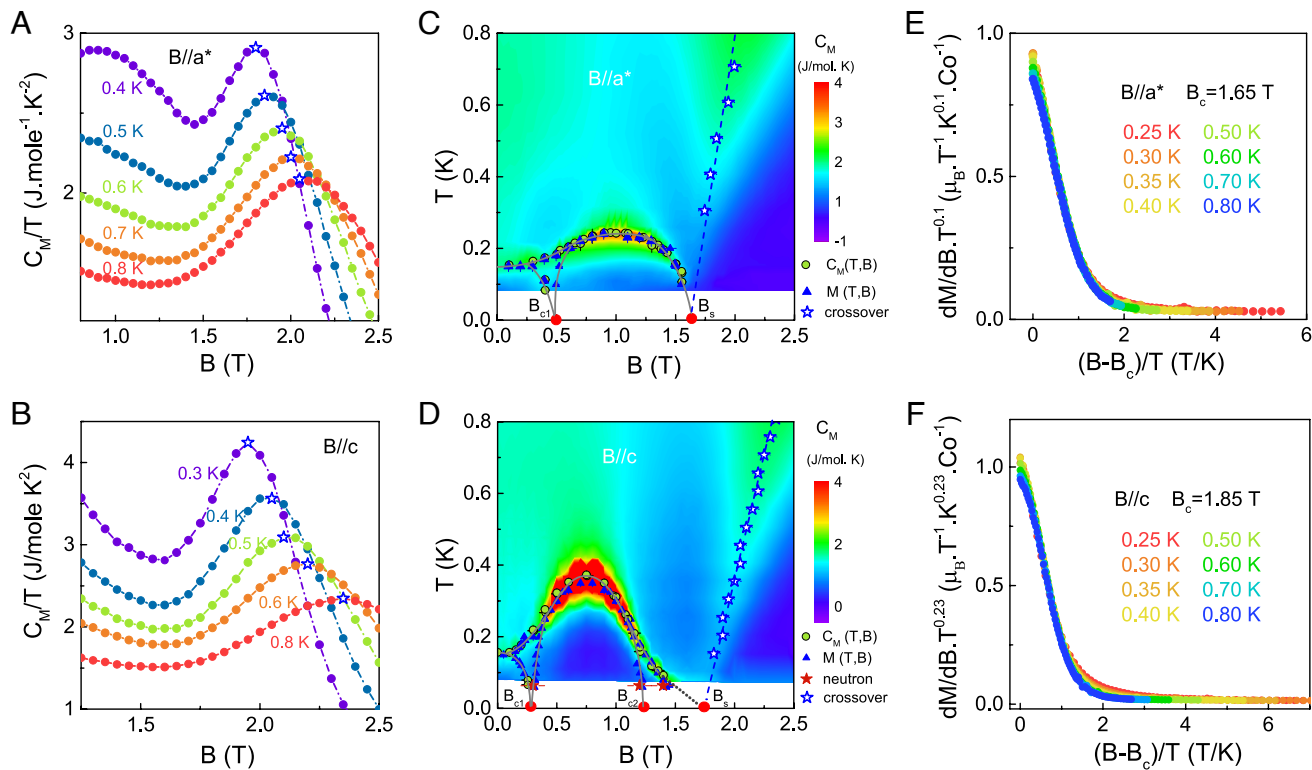 A
B//a*
3
2
C_M/T (J.mole⁻¹.K⁻²)
0.4 K
0.5 K
0.6 K
0.7 K
0.8 K
1.0 1.5 2.0 2.5
B (T)
B
B//c
4
3
2
1
C_M/T (J/mole K²)
0.3 K
0.4 K
0.5 K
0.6 K
0.8 K
1.5 2.0 2.5
B (T)
C
B//a*
0.8
0.6
0.4
0.2
0.0
T (K)
B_c1
B_s
0.0 0.5 1.0 1.5 2.0 2.5
B (T)
C_M
(J/mol. K)
4
3
2
1
0
-1
C_M(T,B)
M (T,B)
crossover
D
B//c
0.8
0.6
0.4
0.2
0.0
T (K)
B_c1
B_c2
B_s
0.0 0.5 1.0 1.5 2.0 2.5
B (T)
C_M
(J/mol. K)
4
3
2
1
0
C_M (T,B)
M (T,B)
neutron
crossover
E
1.0
0.5
0.0
dM/dB.T^0.1 (μ_B.T⁻¹.K^0.1.Co⁻¹)
B//a* B_c=1.65 T
0.25 K 0.50 K
0.30 K 0.60 K
0.35 K 0.70 K
0.40 K 0.80 K
0 2 4 6
(B-B_c)/T (T/K)
F
1.0
0.5
0.0
dM/dB.T^0.23 (μ_B.T⁻¹.K^0.23.Co⁻¹)
B//c B_c=1.85 T
0.25 K 0.50 K
0.30 K 0.60 K
0.35 K 0.70 K
0.40 K 0.80 K
0 2 4 6
(B-B_c)/T (T/K)